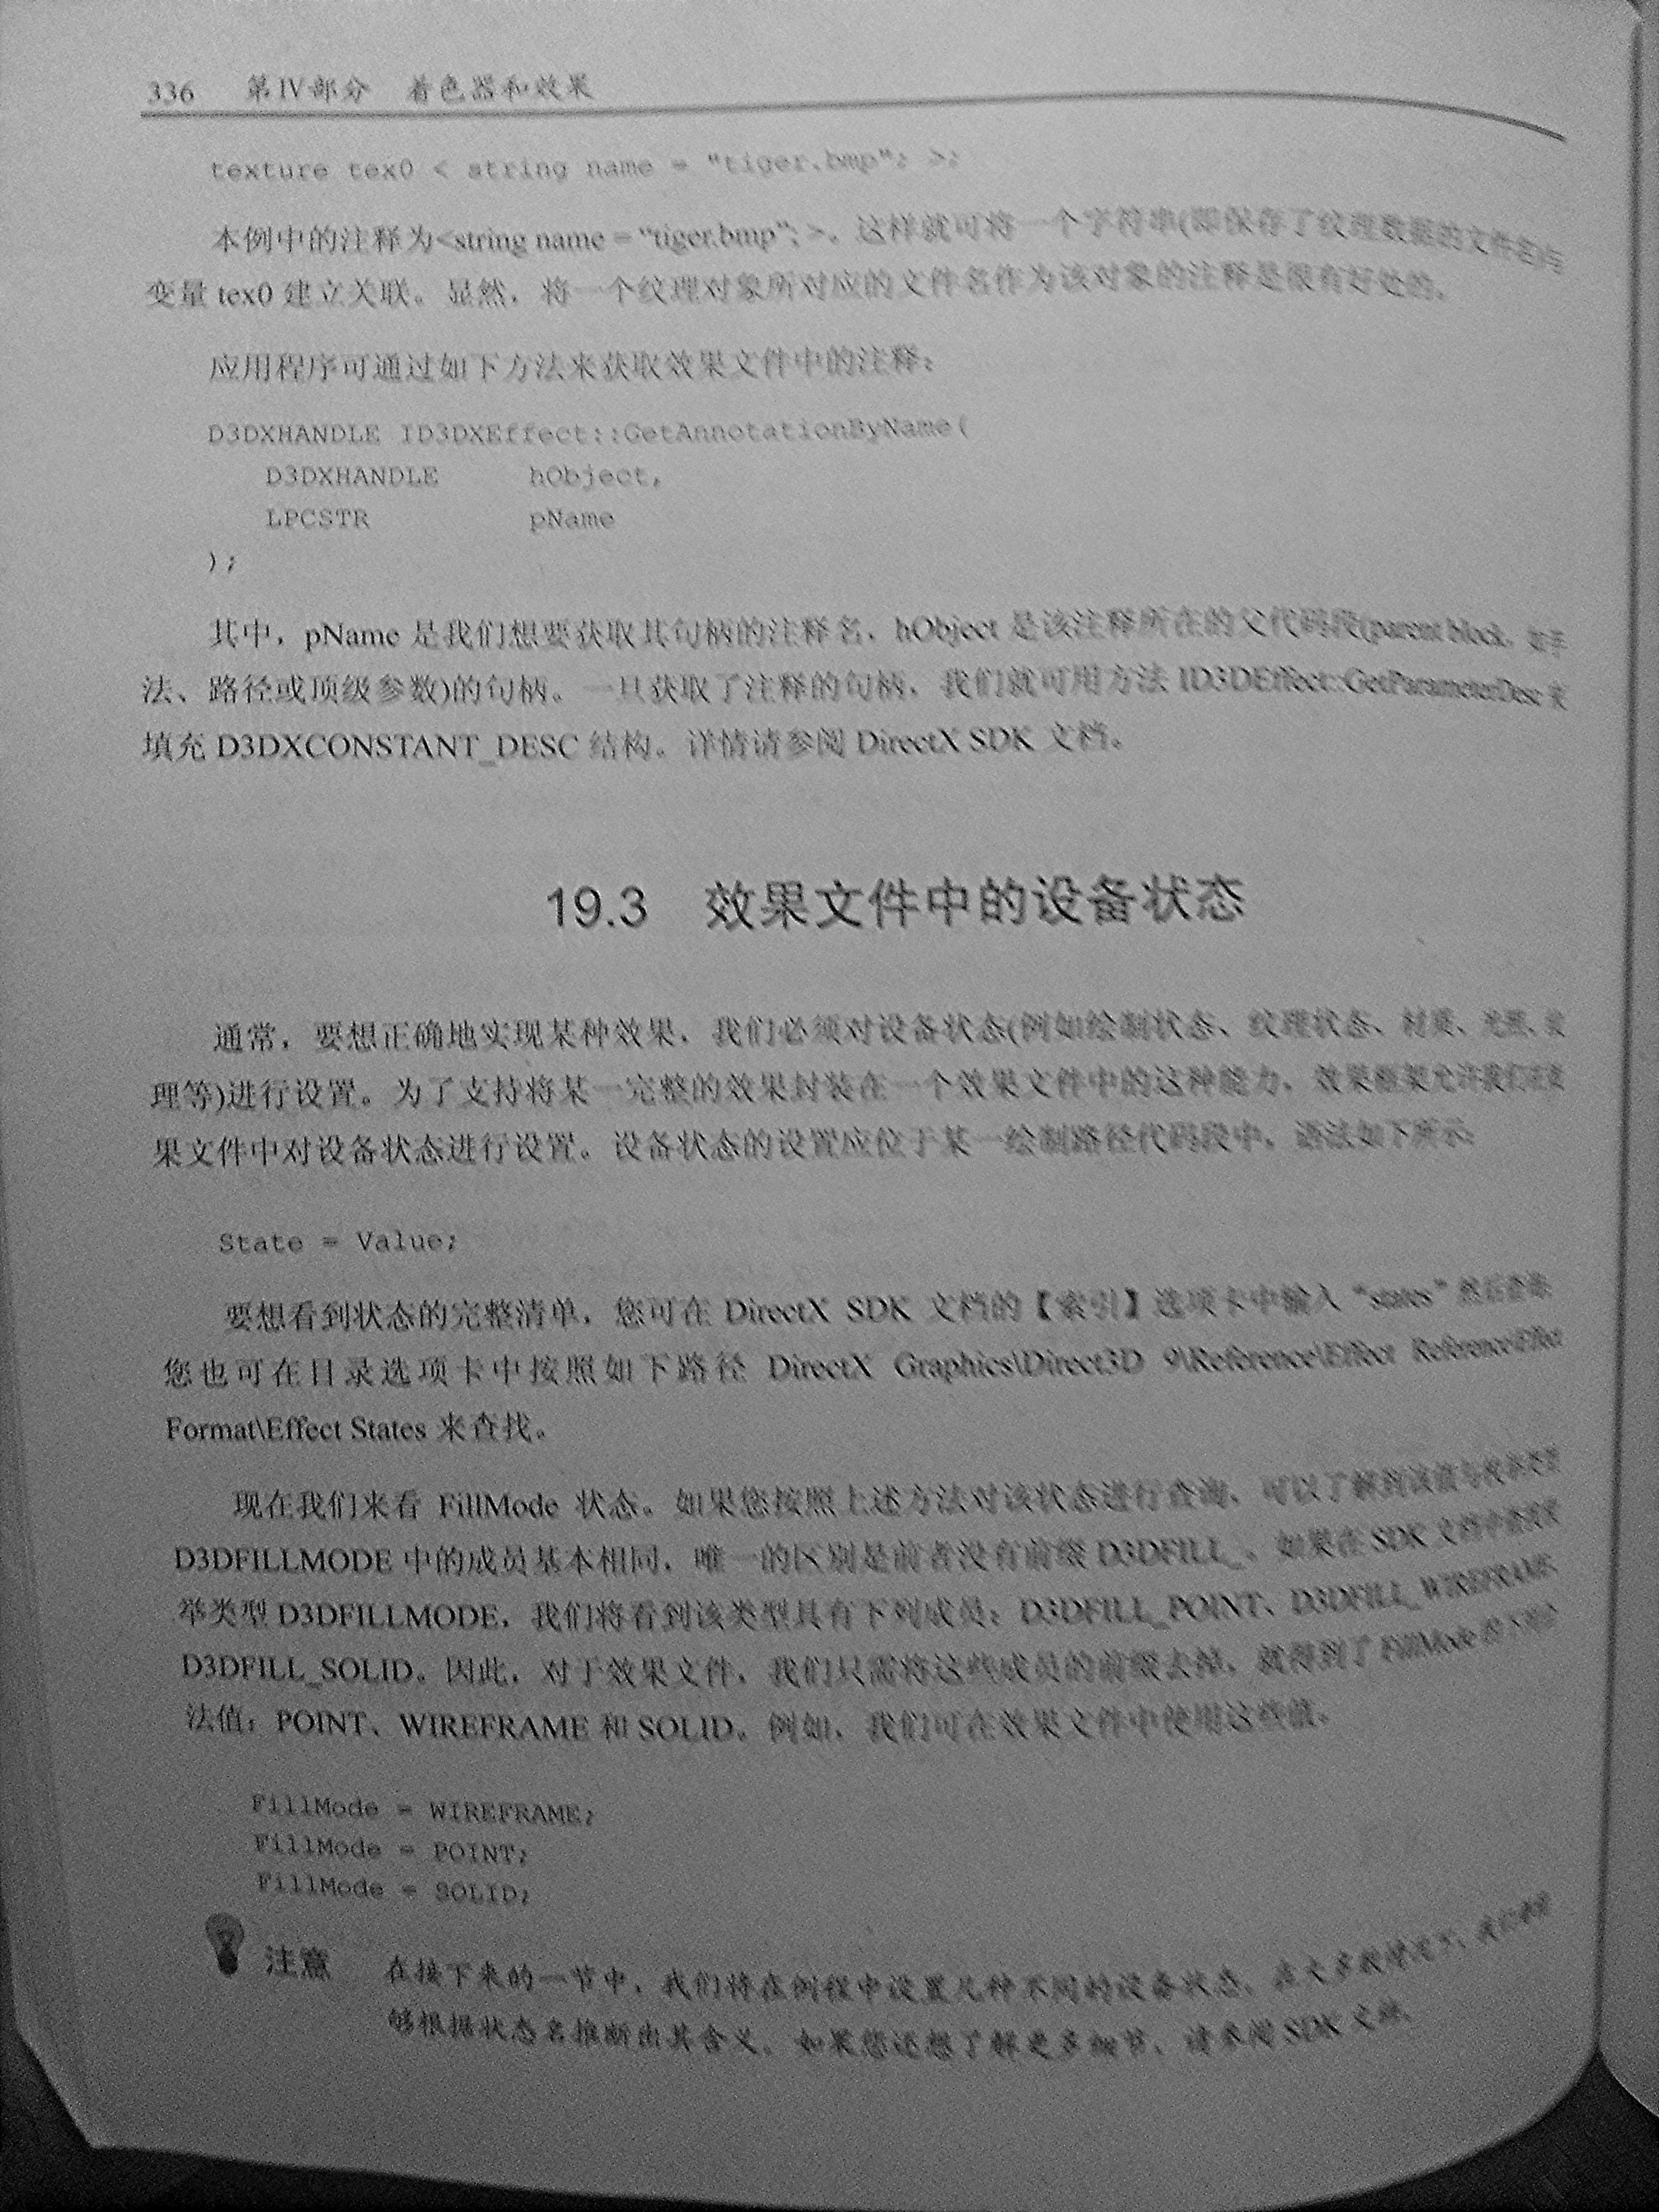 336 第IV部分 着色器和效果
texture tex0 < string name = "tiger.bmp"; >;
本例中的注释为<string name = "tiger.bmp"; >。这样就可将一个字符串(即保存了纹理数据的文件名)与
变量 tex0 建立关联。显然，将一个纹理对象所对应的文件名作为该对象的注释是很有好处的。
应用程序可通过如下方法来获取效果文件中的注释：
D3DXHANDLE ID3DXEffect::GetAnnotationByName(
D3DXHANDLE hObject,
LPCSTR pName
);
其中，pName 是我们想要获取其句柄的注释名，hObject 是该注释所在的父代码段(parent block，如手
法、路径或顶级参数)的句柄。一旦获取了注释的句柄，我们就可用方法 ID3DEffect::GetParameterDesc 来
填充 D3DXCONSTANT_DESC 结构。详情请参阅 DirectX SDK 文档。
19.3 效果文件中的设备状态
通常，要想正确地实现某种效果，我们必须对设备状态(例如绘制状态、纹理状态、材质、光照、纹
理等)进行设置。为了支持将某一完整的效果封装在一个效果文件中的这种能力，效果框架允许我们在效
果文件中对设备状态进行设置。设备状态的设置应位于某一绘制路径代码段中，语法如下所示：
State = Value;
要想看到状态的完整清单，您可在 DirectX SDK 文档的【索引】选项卡中输入 “states” 然后查询
您也可在目录选项卡中按照如下路径 DirectX Graphics\Direct3D 9\Reference\Effect Reference\Effect
Format\Effect States 来查找。
现在我们来看 FillMode 状态。如果您按照上述方法对该状态进行查询，可以了解到该值与枚举类型
D3DFILLMODE 中的成员基本相同，唯一的区别是前者没有前缀 D3DFILL_。如果在 SDK 文档中查找
举类型 D3DFILLMODE，我们将看到该类型具有下列成员：D3DFILL_POINT、D3DFILL_WIREFRAME
D3DFILL_SOLID。因此，对于效果文件，我们只需将这些成员的前缀去掉，就得到了 FillMode
法值：POINT、WIREFRAME 和 SOLID。例如，我们可在效果文件中使用这些值。
FillMode = WIREFRAME;
FillMode = POINT;
FillMode = SOLID;
注意 在接下来的一节中，我们将在例程中设置几种不同的设备状态，在大多数情况下，我们
够根据状态名推断出其含义。如果您还想了解更多细节，请参阅 SDK 文档